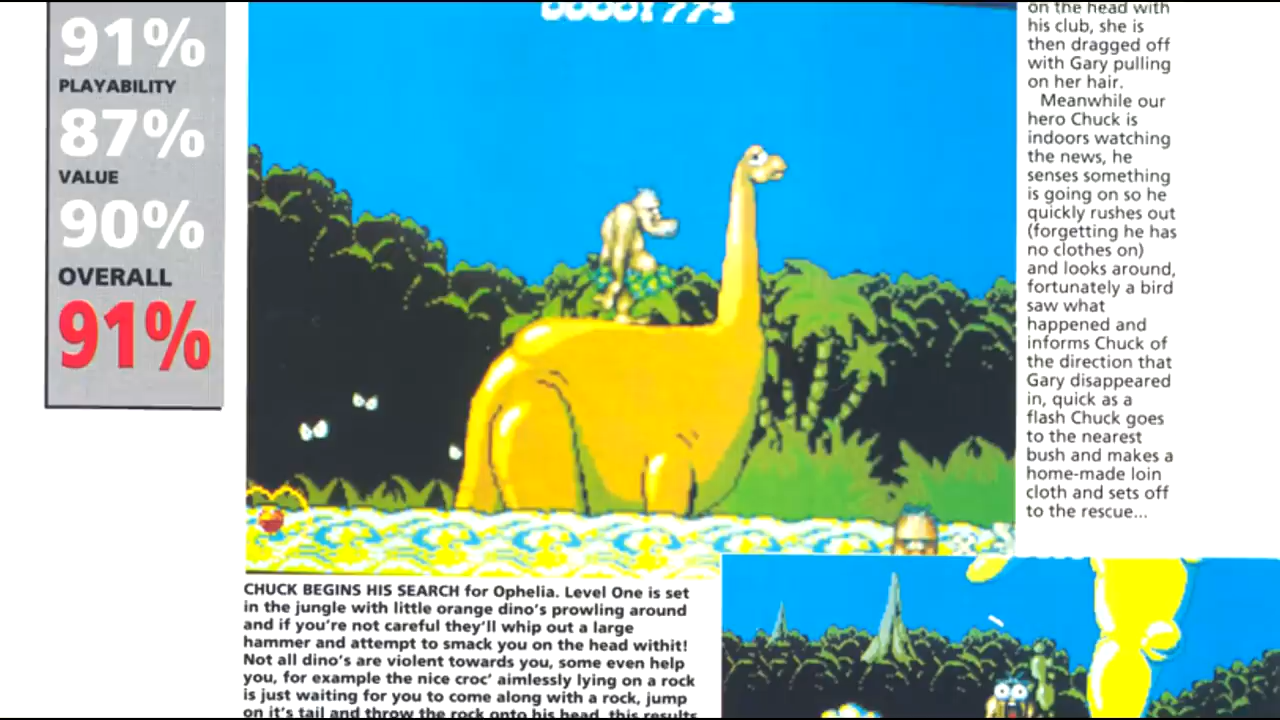 91%
PLAYABILITY
87%
VALUE
90%
OVERALL
91%
00001775
on the head with
his club, she is
then dragged off
with Gary pulling
on her hair.
Meanwhile our
hero Chuck is
indoors watching
the news, he
senses something
is going on so he
quickly rushes out
(forgetting he has
no clothes on)
and looks around,
fortunately a bird
saw what
happened and
informs Chuck of
the direction that
Gary disappeared
in, quick as a
flash Chuck goes
to the nearest
bush and makes a
home-made loin
cloth and sets off
to the rescue...
CHUCK BEGINS HIS SEARCH for Ophelia. Level One is set
in the jungle with little orange dino's prowling around
and if you're not careful they'll whip out a large
hammer and attempt to smack you on the head withit!
Not all dino's are violent towards you, some even help
you, for example the nice croc' aimlessly lying on a rock
is just waiting for you to come along with a rock, jump
on it's tail and throw the rock onto his head, this results